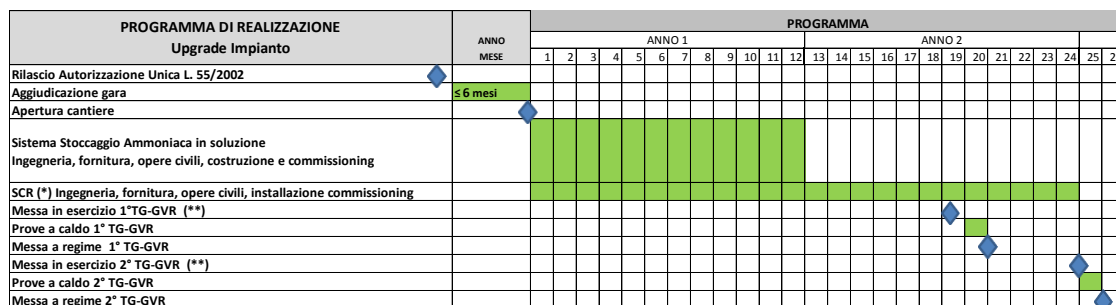 PROGRAMMA DI REALIZZAZIONE
Upgrade Impianto
ANNO
MESE
PROGRAMMA
ANNO 1
ANNO 2
1 2 3 4 5 6 7 8 9 10 11 12 13 14 15 16 17 18 19 20 21 22 23 24 25
Rilascio Autorizzazione Unica L. 55/2002
Aggiudicazione gara
≤ 6 mesi
Apertura cantiere
Sistema Stoccaggio Ammoniaca in soluzione
Ingegneria, fornitura, opere civili, costruzione e commissioning
SCR (*) Ingegneria, fornitura, opere civili, installazione commissioning
Messa in esercizio 1°TG-GVR (**)
Prove a caldo 1° TG-GVR
Messa a regime 1° TG-GVR
Messa in esercizio 2° TG-GVR (**)
Prove a caldo 2° TG-GVR
Messa a regime 2° TG-GVR